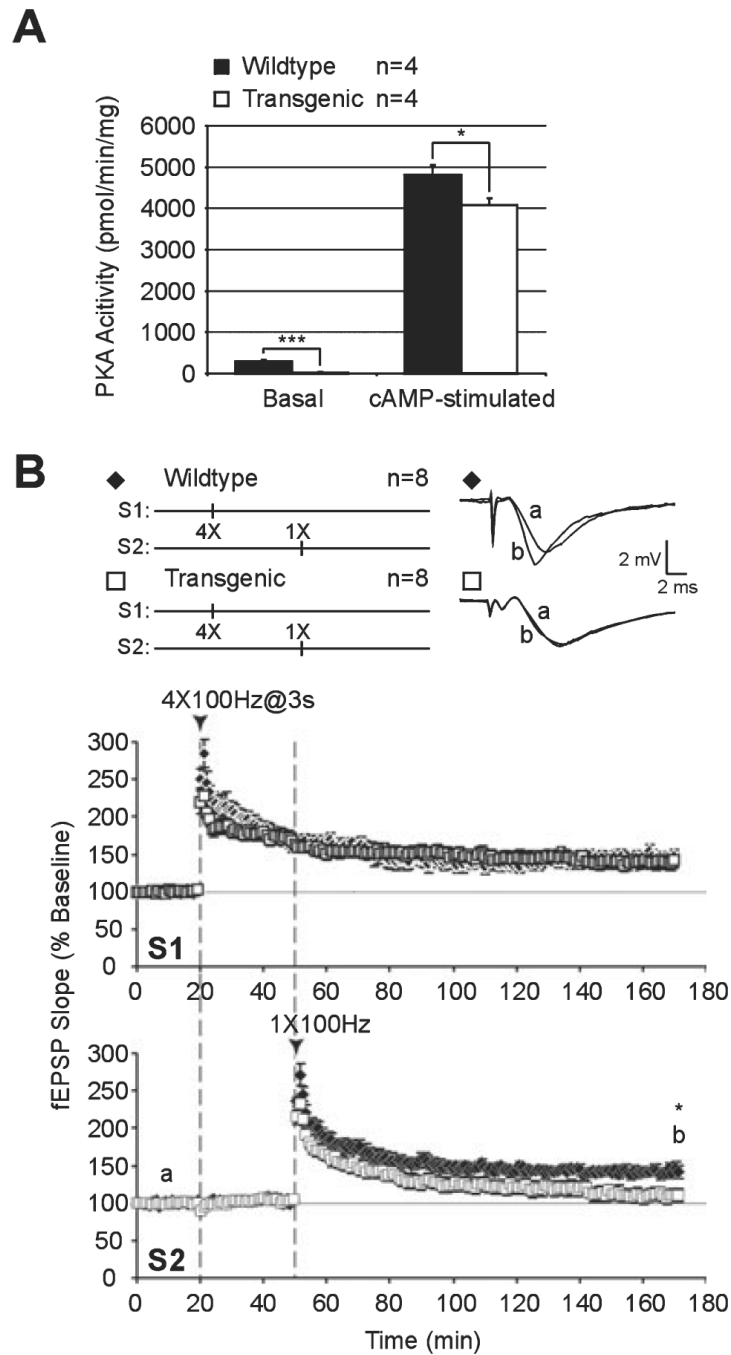 A
Wildtype n=4
Transgenic n=4
PKA Acitivity (pmol/min/mg)
6000
5000
4000
3000
2000
1000
0
*
***
Basal cAMP-stimulated
B
Wildtype n=8
S1:
4X 1X
S2:
Transgenic n=8
S1:
4X 1X
S2:
a
b
2 mV
2 ms
a
b
4X100Hz@3s
fEPSP Slope (% Baseline)
300
250
200
150
100
50
0
S1
0 20 40 60 80 100 120 140 160 180
1X100Hz
300
250
200
150
100
50
0
a
*
b
S2
0 20 40 60 80 100 120 140 160 180
Time (min)